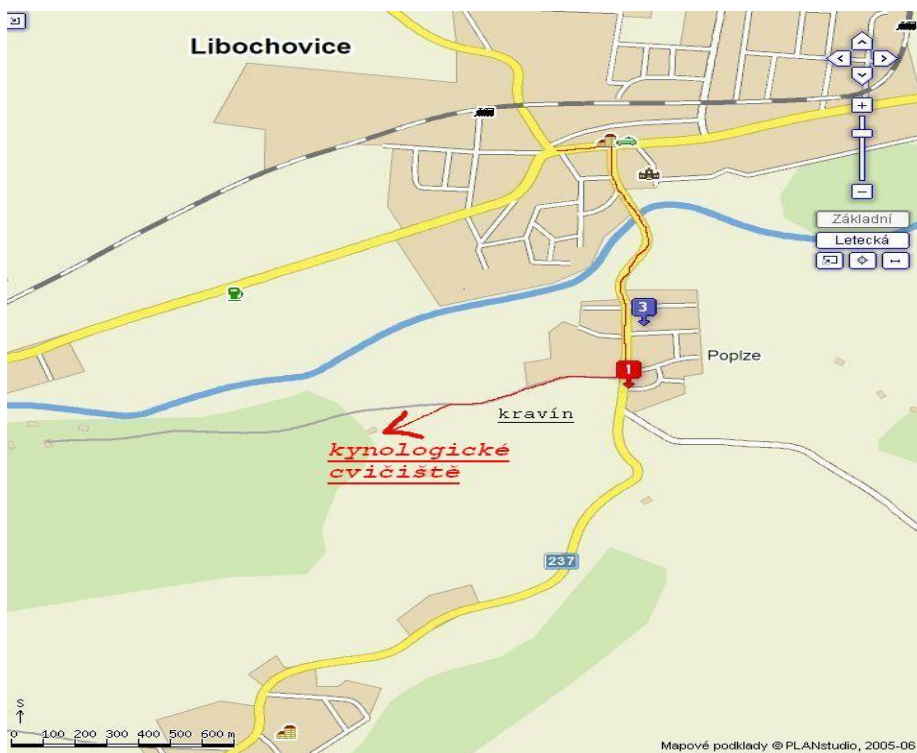 Libochovice
Základní
Letecká
3
Poplze
1
kravín
kynologické
cvičiště
237
S
0 100 200 300 400 500 600 m
Mapové podklady © PLANstudio, 2005-06